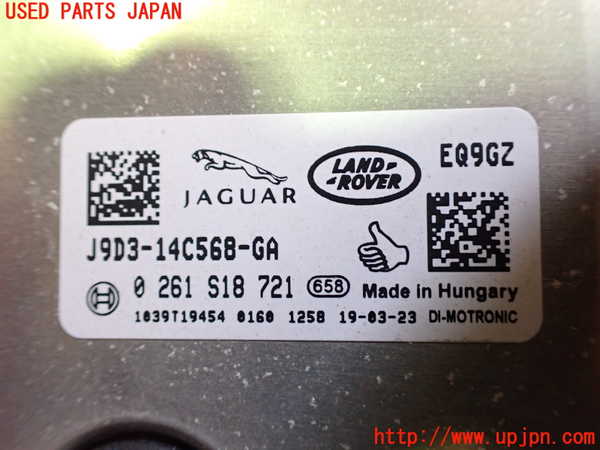 USED PARTS JAPAN
JAGUAR
LAND-
-ROVER
EQ9GZ
J9D3-14C568-GA
0 261 S18 721 658 Made in Hungary
1039T19454 0160 1258 19-03-23 DI-MOTRONIC
http://www.upjpn.com/